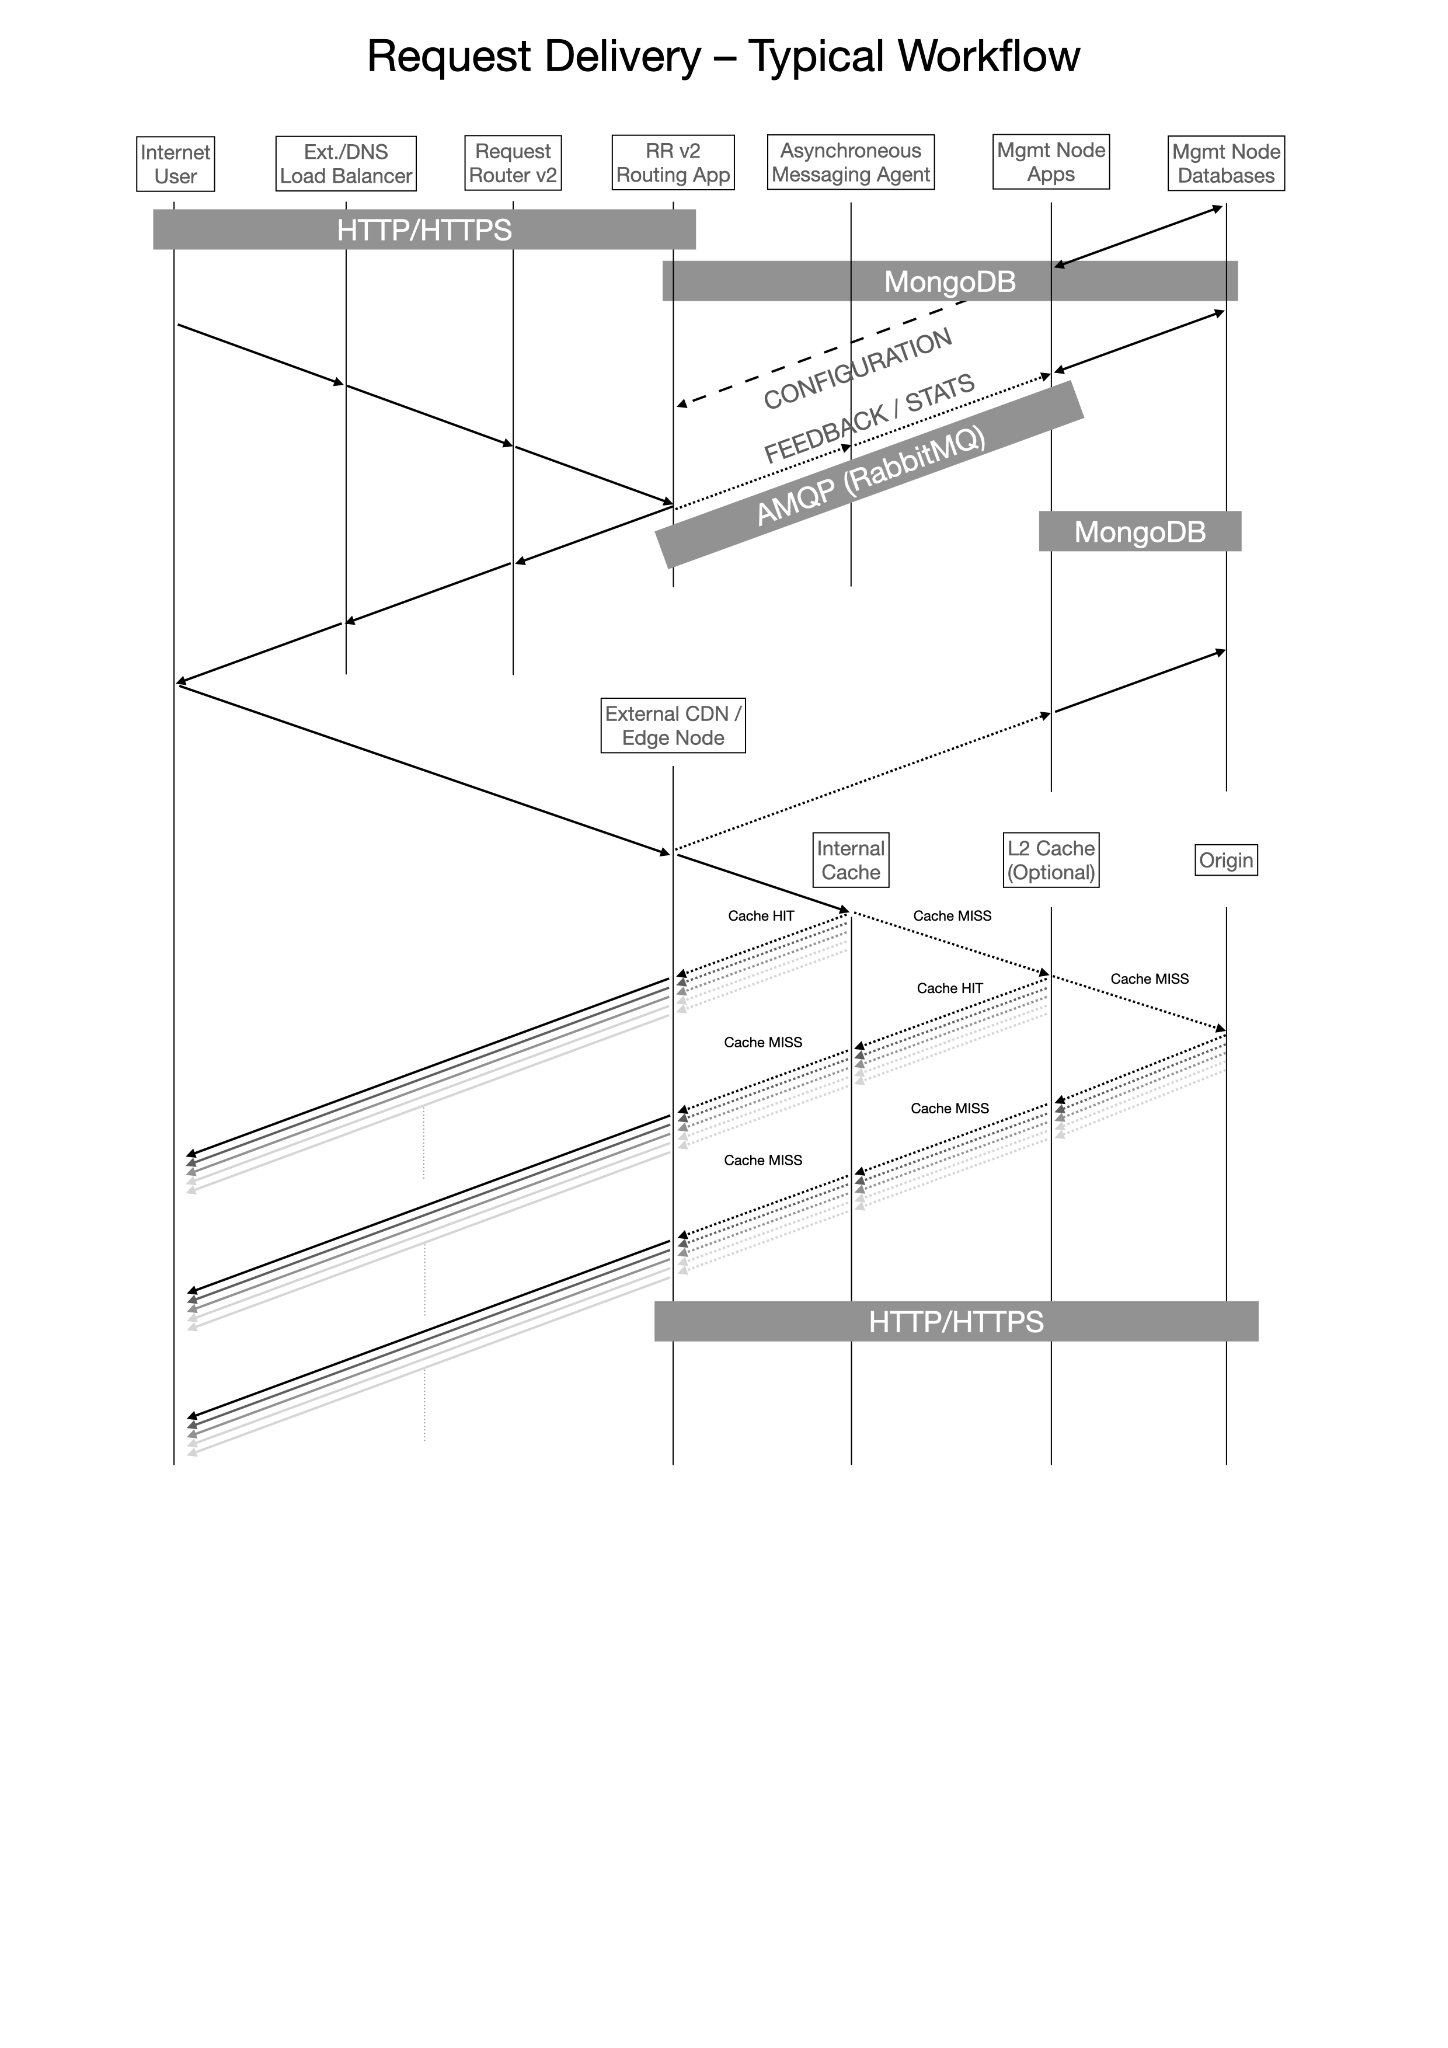 Request Delivery – Typical Workflow
Internet
User
Ext./DNS
Load Balancer
Request
Router v2
RR v2
Routing App
Asynchroneous
Messaging Agent
Mgmt Node
Apps
Mgmt Node
Databases
HTTP/HTTPS
MongoDB
CONFIGURATION
FEEDBACK / STATS
AMQP (RabbitMQ)
MongoDB
External CDN /
Edge Node
Internal
Cache
L2 Cache
(Optional)
Origin
Cache HIT
Cache MISS
Cache MISS
Cache HIT
Cache MISS
Cache MISS
Cache MISS
HTTP/HTTPS